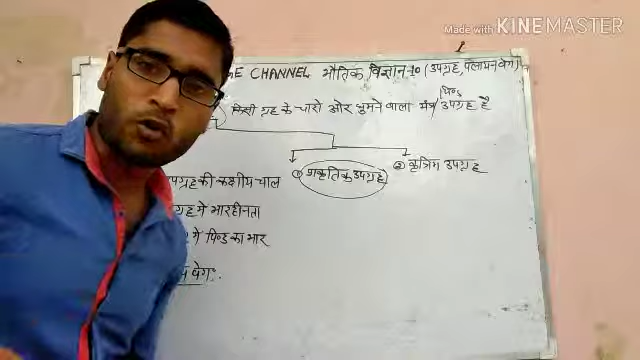 Made with KINEMASTER
E CHANNEL भौतिक विज्ञान-10 (उपग्रह, पलायन वेग)
पिण्ड
किसी ग्रह के चारो ओर घुमने वाला उपग्रह है
① प्राकृतिक उपग्रह ② कृत्रिम उपग्रह
उपग्रह की कक्षीय चाल
ग्रह मे भारहीनता
मे पिण्ड का भार
वेग: